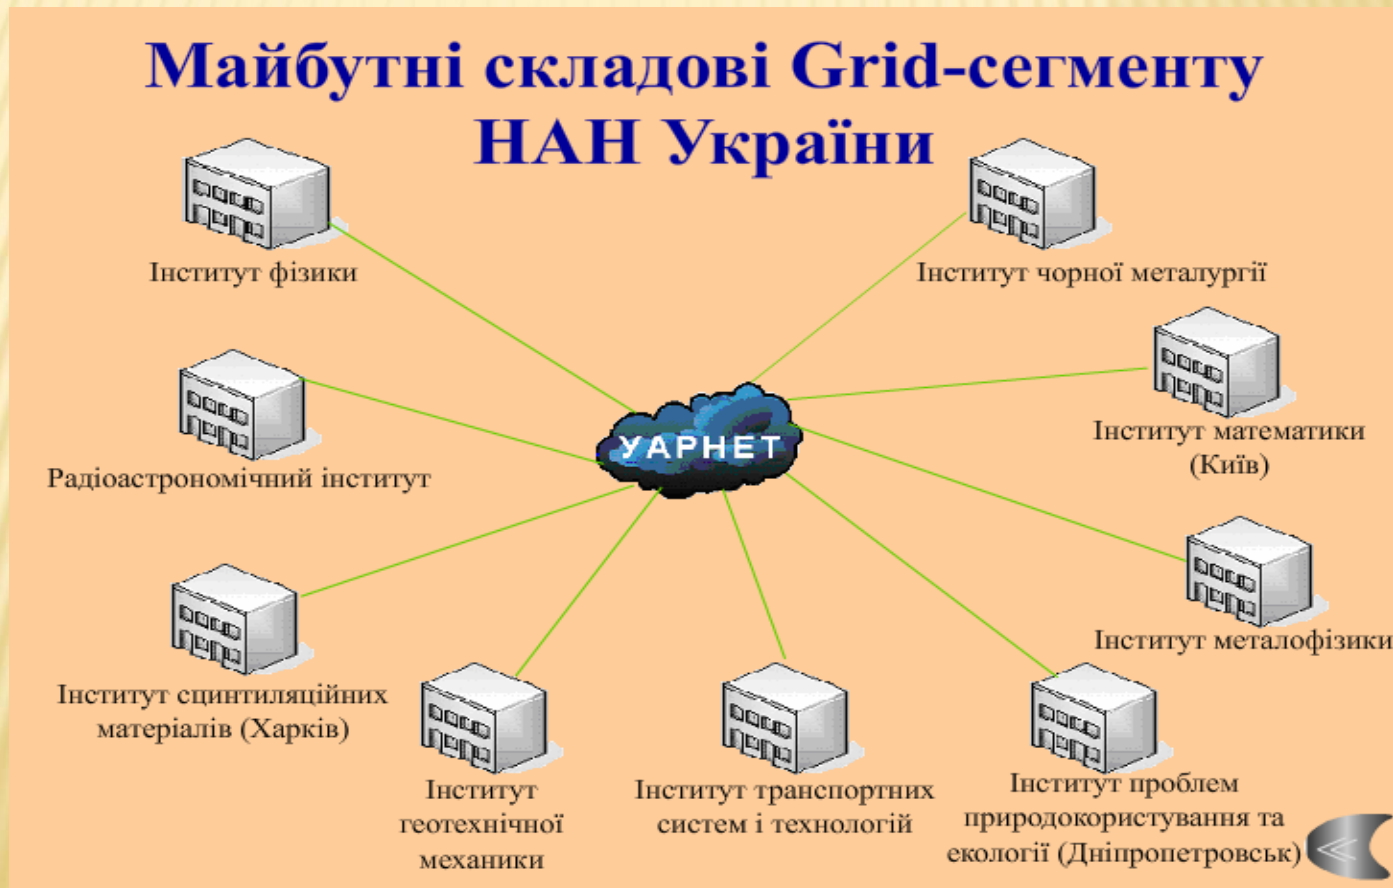 Майбутні складові Grid-сегменту
НАН України
Інститут фізики
Інститут чорної металургії
Інститут математики
(Київ)
УАРНЕТ
Радіоастрономічний інститут
Інститут металофізики
Інститут сцинтиляційних
матеріалів (Харків)
Інститут
геотехнічної
механики
Інститут транспортних
систем і технологій
Інститут проблем
природокористування та
екології (Дніпропетровськ)